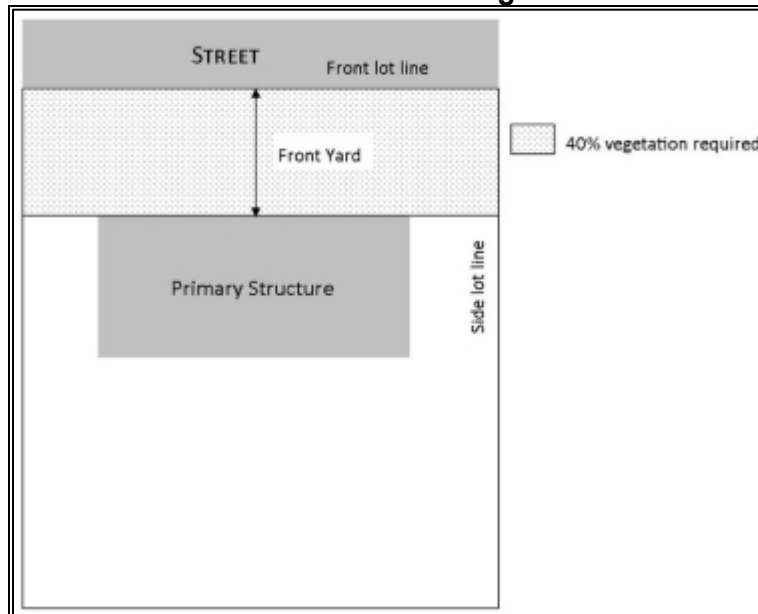 STREET
Front lot line
Front Yard
40% vegetation required
Side lot line
Primary Structure